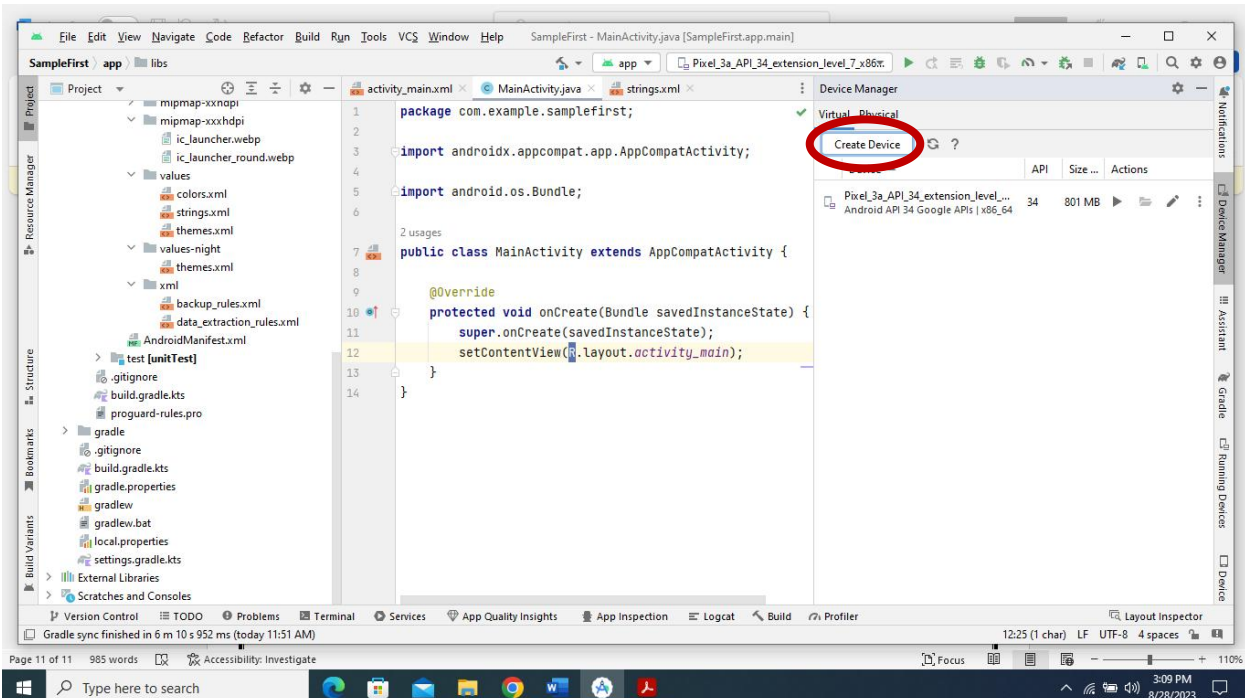 File Edit View Navigate Code Refactor Build Run Tools VCS Window Help SampleFirst - MainActivity.java [SampleFirst.app.main]
SampleFirst app libs
app
Pixel_3a_API_34_extension_level_7_x86
Project
mipmap-xxhdpi
mipmap-xxxhdpi
ic_launcher.webp
ic_launcher_round.webp
values
colors.xml
strings.xml
themes.xml
values-night
themes.xml
xml
backup_rules.xml
data_extraction_rules.xml
AndroidManifest.xml
test [unitTest]
.gitignore
build.gradle.kts
proguard-rules.pro
gradle
.gitignore
build.gradle.kts
gradle.properties
gradlew
gradlew.bat
local.properties
settings.gradle.kts
External Libraries
Scratches and Consoles
Project
Resource Manager
Structure
Bookmarks
Build Variants
activity_main.xml MainActivity.java strings.xml
1 package com.example.samplefirst;
2
3 import androidx.appcompat.app.AppCompatActivity;
4
5 import android.os.Bundle;
6
2 usages
7 public class MainActivity extends AppCompatActivity {
8
9 @Override
10 protected void onCreate(Bundle savedInstanceState) {
11 super.onCreate(savedInstanceState);
12 setContentView(R.layout.activity_main);
13 }
14 }
Device Manager
Virtual Physical
Create Device ?
Device API Size ... Actions
Pixel_3a_API_34_extension_level_... 34 801 MB
Android API 34 Google APIs | x86_64
Notifications
Device Manager
Assistant
Gradle
Running Devices
Device
Version Control TODO Problems Terminal Services App Quality Insights App Inspection Logcat Build Profiler Layout Inspector
Gradle sync finished in 6 m 10 s 952 ms (today 11:51 AM) 12:25 (1 char) LF UTF-8 4 spaces
Page 11 of 11 985 words Accessibility: Investigate Focus 110%
Type here to search
3:09 PM
8/28/2023